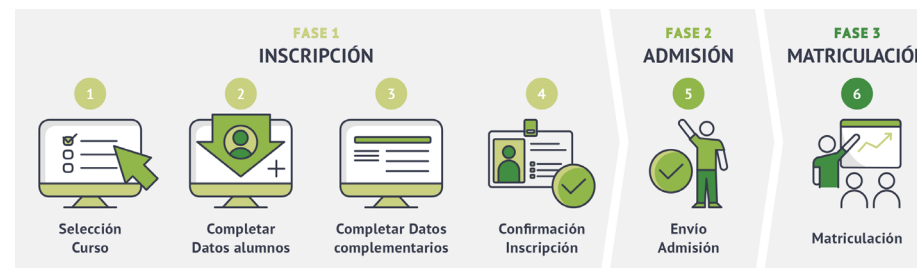 FASE 1
INSCRIPCIÓN
1
2
3
4
Selección
Curso
Completar
Datos alumnos
Completar Datos
complementarios
Confirmación
Inscripción
FASE 2
ADMISIÓN
5
Envío
Admisión
FASE 3
MATRICULACIÓN
6
Matriculación